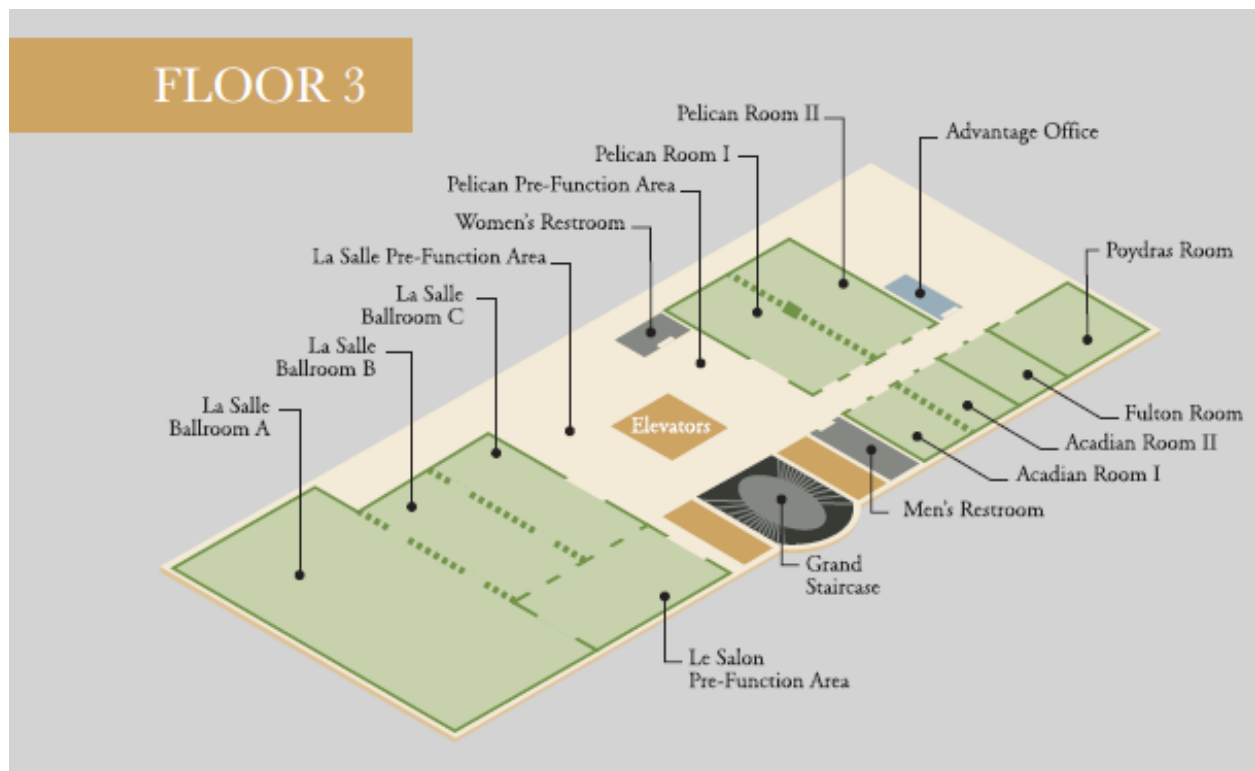 FLOOR 3
Pelican Room II
Advantage Office
Pelican Room I
Pelican Pre-Function Area
Women's Restroom
La Salle Pre-Function Area
Poydras Room
La Salle
Ballroom C
La Salle
Ballroom B
La Salle
Ballroom A
Elevators
Fulton Room
Acadian Room II
Acadian Room I
Men's Restroom
Grand
Staircase
Le Salon
Pre-Function Area